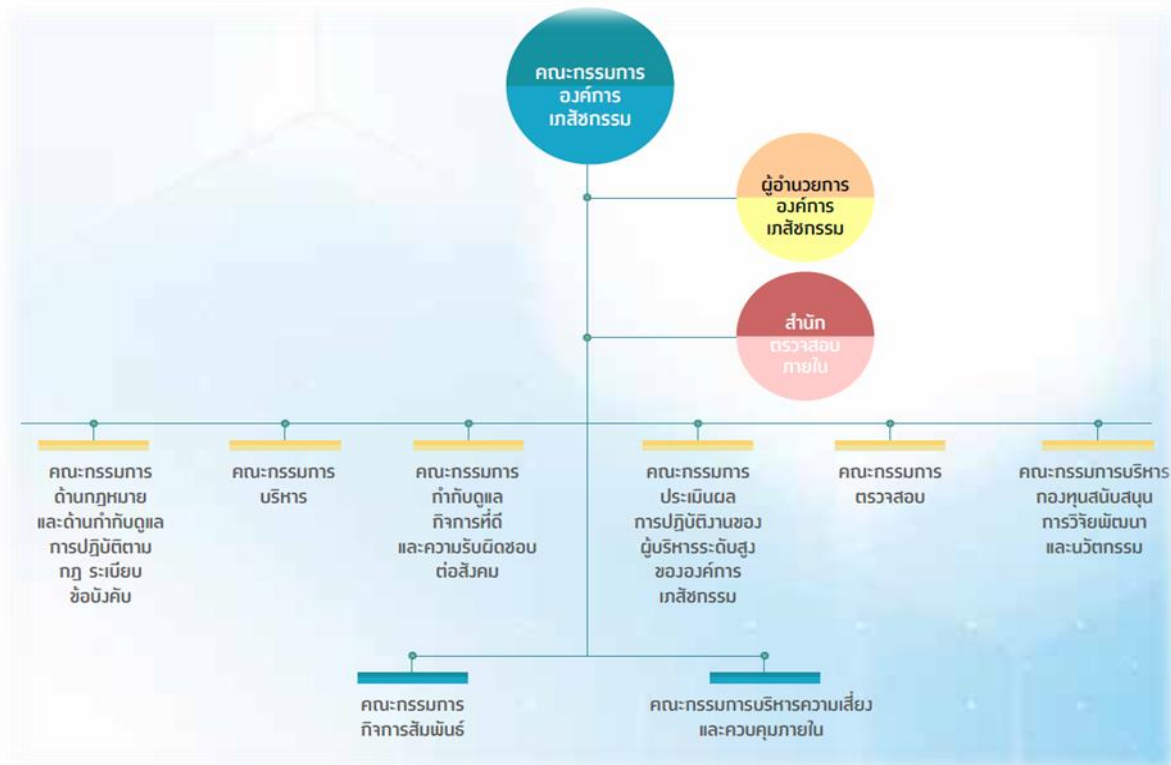 คณะกรรมการ
องค์การ
เภสัชกรรม
ผู้อำนวยการ
องค์การ
เภสัชกรรม
สำนัก
ตรวจสอบ
ภายใน
คณะกรรมการ
ด้านกฎหมาย
และด้านกำกับดูแล
การปฏิบัติตาม
กฎ ระเบียบ
ข้อบังคับ
คณะกรรมการ
บริหาร
คณะกรรมการ
กำกับดูแล
กิจการที่ดี
และความรับผิดชอบ
ต่อสังคม
คณะกรรมการ
ประเมินผล
การปฏิบัติงานของ
ผู้บริหารระดับสูง
ขององค์การ
เภสัชกรรม
คณะกรรมการ
ตรวจสอบ
คณะกรรมการบริหาร
กองทุนสนับสนุน
การวิจัยพัฒนา
และนวัตกรรม
คณะกรรมการ
กิจการสัมพันธ์
คณะกรรมการบริหารความเสี่ยง
และควบคุมภายใน